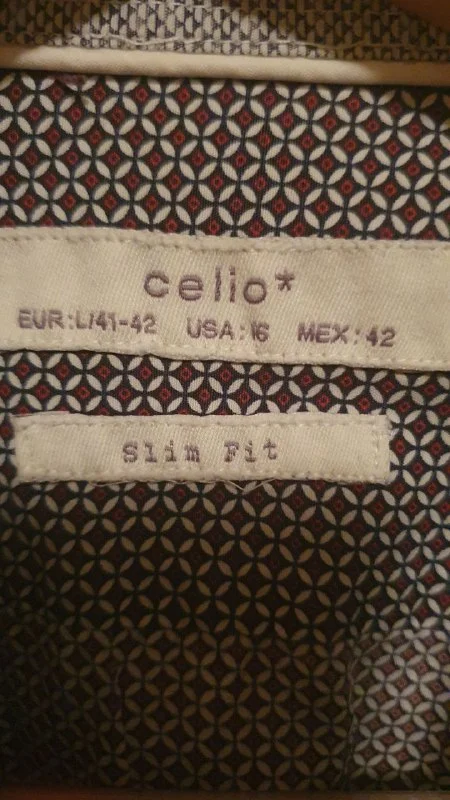 celio*
EUR:L/41-42 USA:16 MEX:42
Slim Fit